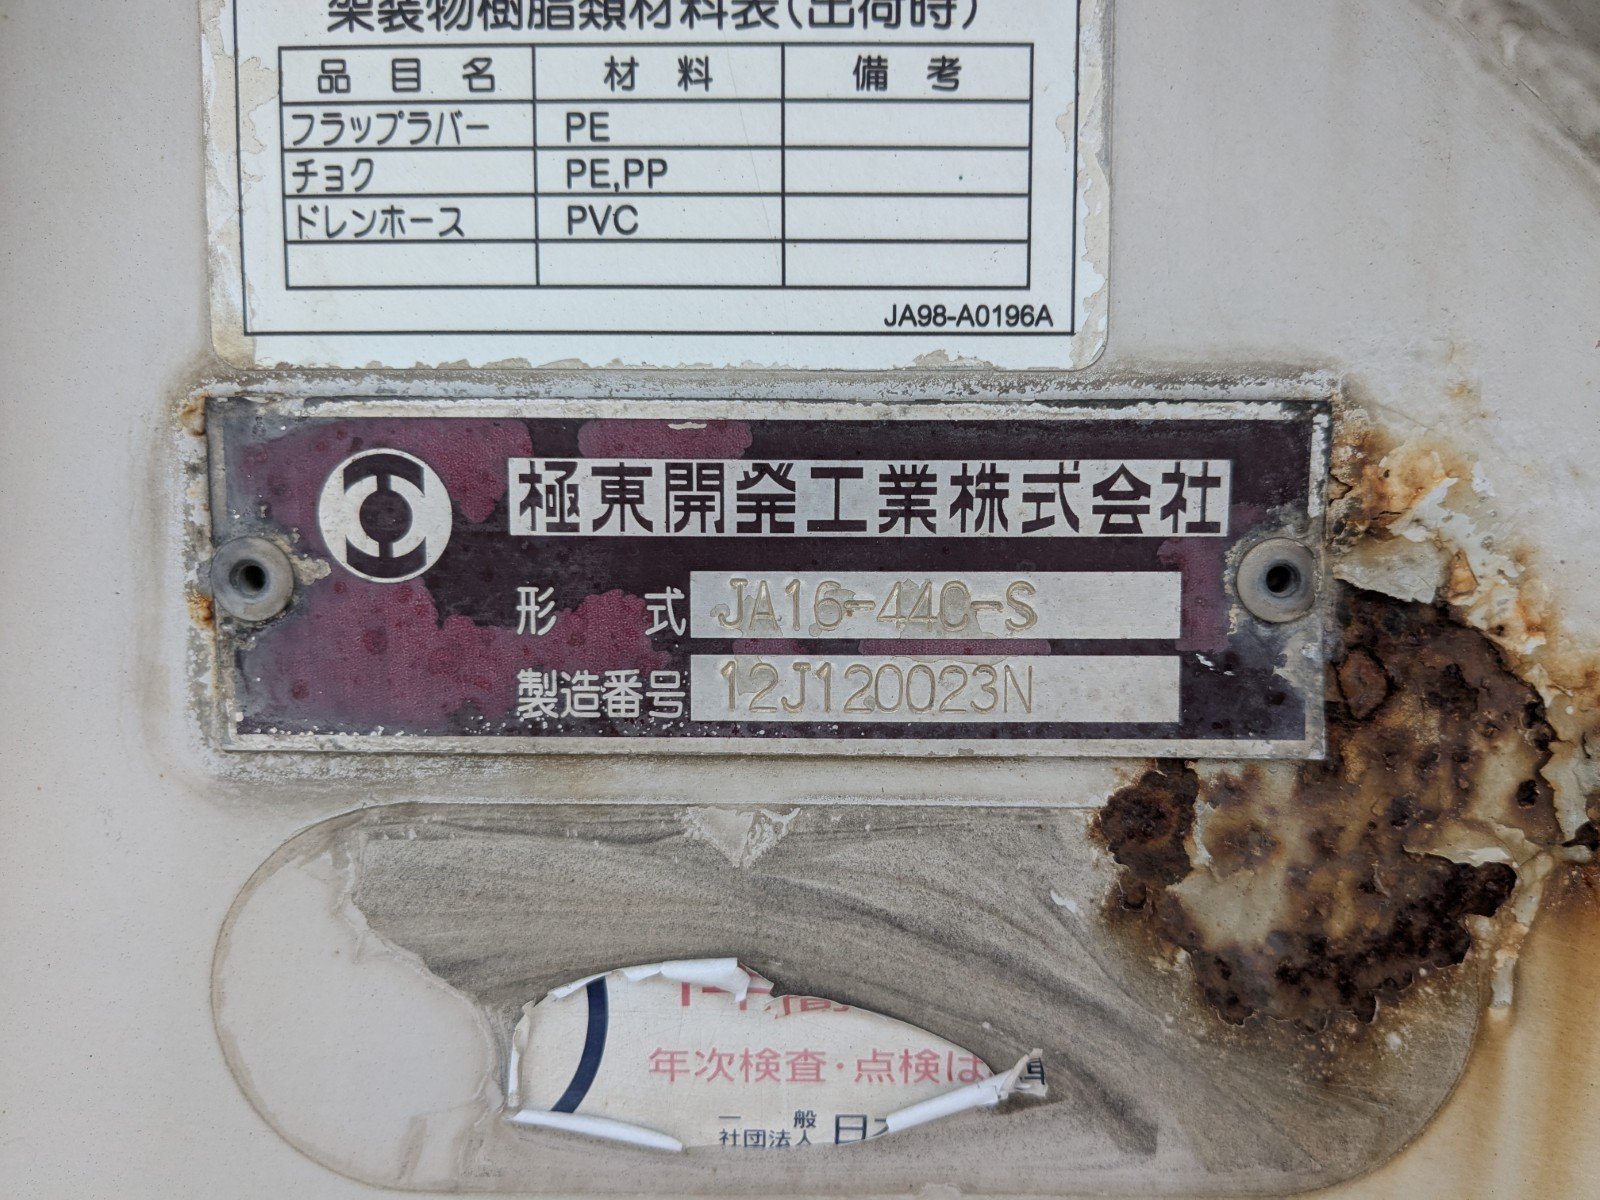 架装物樹脂類材料表(出荷時)
品目名 材料 備考
フラップラバー PE
チョク PE,PP
ドレンホース PVC
JA98-A0196A
極東開発工業株式会社
形式 JA16-44C-S
製造番号 12J120023N
年次検査・点検は
一般
社団法人 日